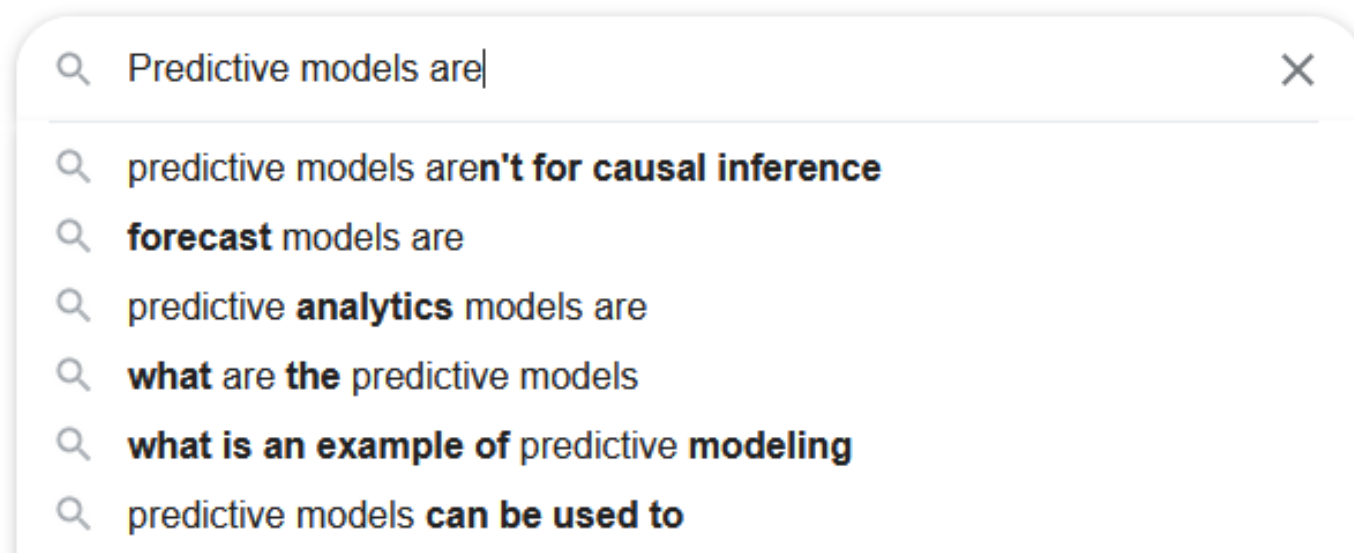 Predictive models are
predictive models aren't for causal inference
forecast models are
predictive analytics models are
what are the predictive models
what is an example of predictive modeling
predictive models can be used to